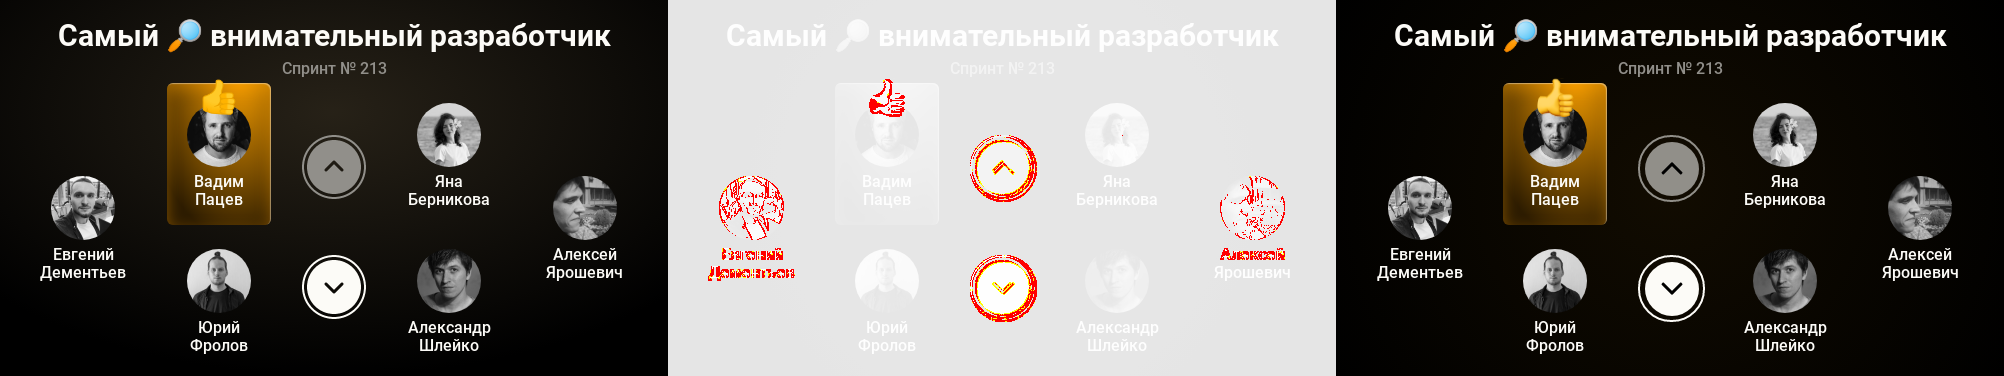 Самый 🔎 внимательный разработчик
Спринт № 213
Вадим
Пацев
Яна
Берникова
Евгений
Дементьев
Алексей
Ярошевич
Юрий
Фролов
Александр
Шлейко
Самый 🔎 внимательный разработчик
Спринт № 213
Вадим
Пацев
Яна
Берникова
Евгений
Дементьев
Алексей
Ярошевич
Юрий
Фролов
Александр
Шлейко
Самый 🔎 внимательный разработчик
Спринт № 213
Вадим
Пацев
Яна
Берникова
Евгений
Дементьев
Алексей
Ярошевич
Юрий
Фролов
Александр
Шлейко